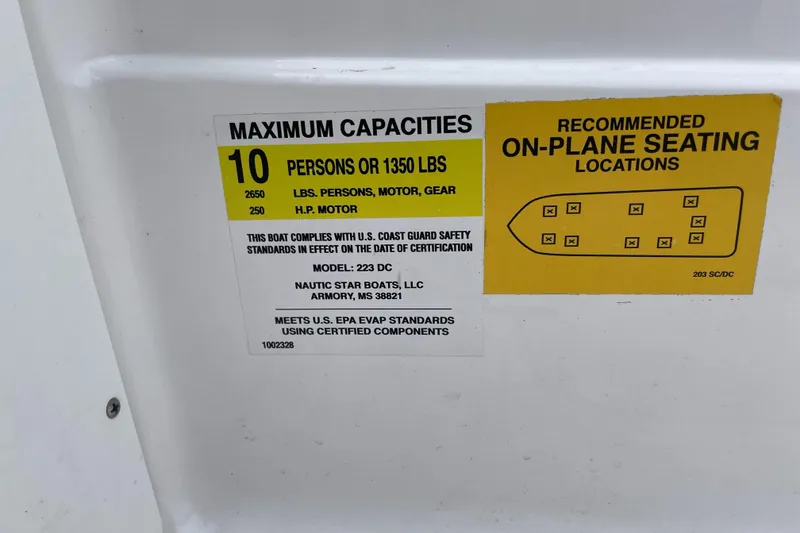 MAXIMUM CAPACITIES
10 PERSONS OR 1350 LBS
2650 LBS. PERSONS, MOTOR, GEAR
250 H.P. MOTOR
THIS BOAT COMPLIES WITH U.S. COAST GUARD SAFETY
STANDARDS IN EFFECT ON THE DATE OF CERTIFICATION
MODEL: 223 DC
NAUTIC STAR BOATS, LLC
ARMORY, MS 38821
MEETS U.S. EPA EVAP STANDARDS
USING CERTIFIED COMPONENTS
1002328
RECOMMENDED
ON-PLANE SEATING
LOCATIONS
203 SC/DC